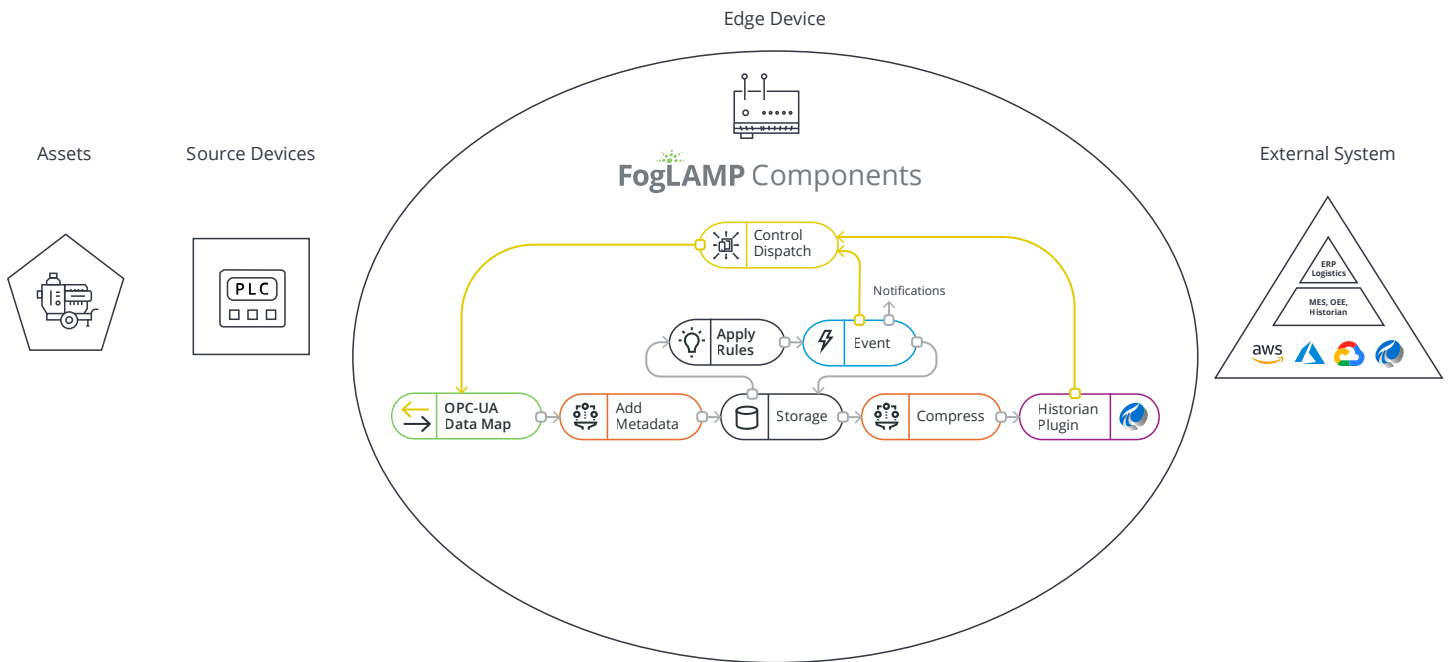 Edge Device
Assets
Source Devices
External System
FogLAMP Components
Control
Dispatch
Notifications
PLC
ERP
Logistics
MES, OEE,
Historian
Apply
Rules
Event
aws
OPC-UA
Data Map
Add
Metadata
Storage
Compress
Historian
Plugin